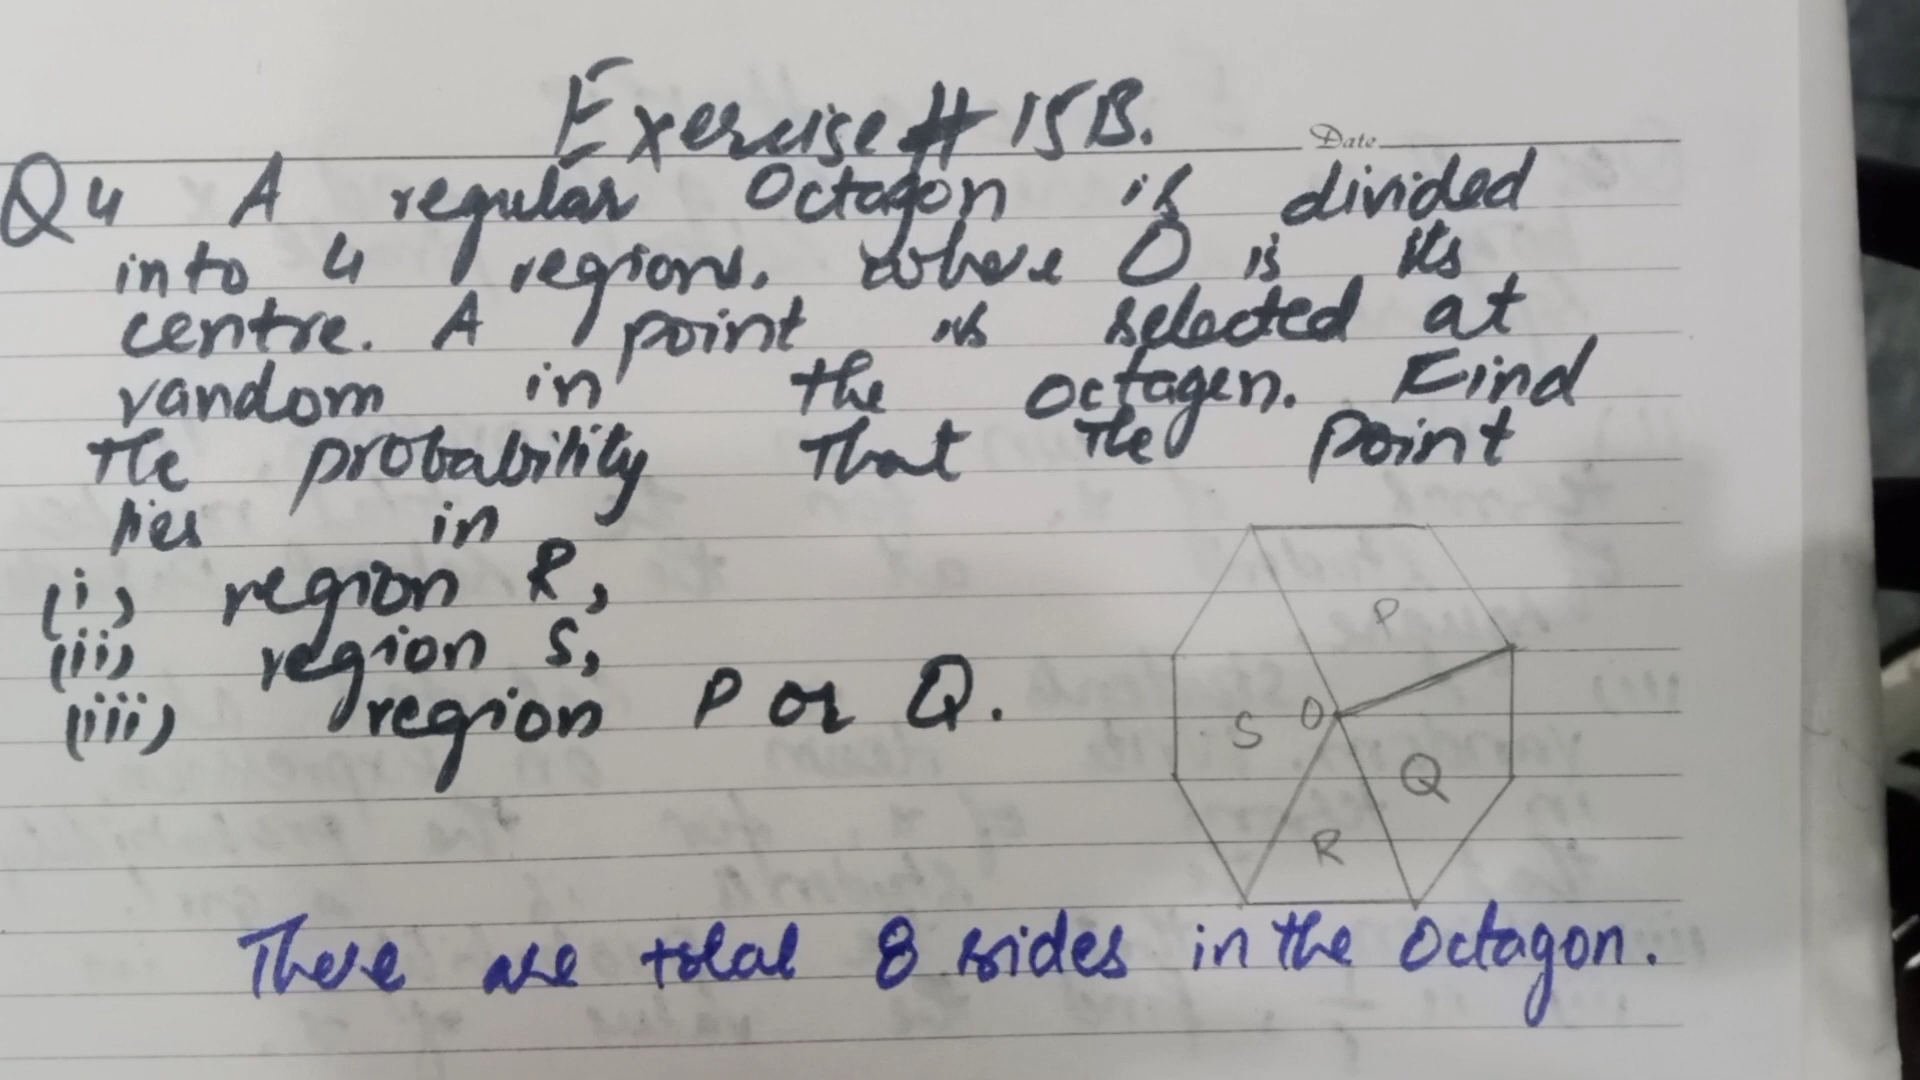 Exercise # 15B.
Date
Q4 A regular Octagon is divided
into 4 regions. where O is its
centre. A point is selected at
random in the octagen. Find
the probability that the point
lies in
(i) region R,
(ii) region S,
(iii) region P or Q.
P
S O
Q
R
There are total 8 sides in the Octagon.